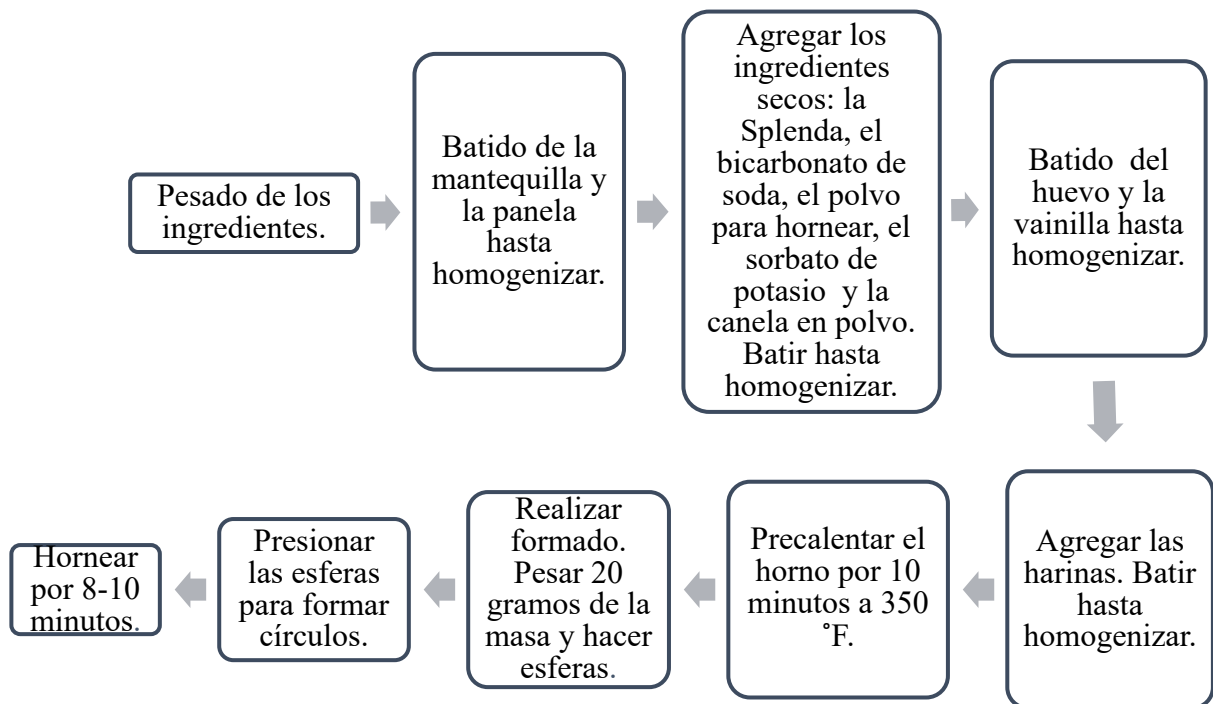 Pesado de los
ingredientes.
Batido de la
mantequilla y
la panela
hasta
homogenizar.
Agregar los
ingredientes
secos: la
Splenda, el
bicarbonato de
soda, el polvo
para hornear, el
sorbato de
potasio y la
canela en polvo.
Batir hasta
homogenizar.
Batido del
huevo y la
vainilla hasta
homogenizar.
Agregar las
harinas. Batir
hasta
homogenizar.
Precalentar el
horno por 10
minutos a 350
°F.
Realizar
formado.
Pesar 20
gramos de la
masa y hacer
esferas.
Presionar
las esferas
para formar
círculos.
Hornear
por 8-10
minutos.